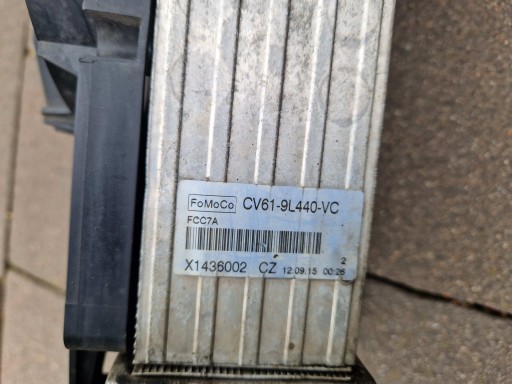 FoMoCo CV61-9L440-VC
FCC7A
2
X1436002 CZ 12.09.15 00:26